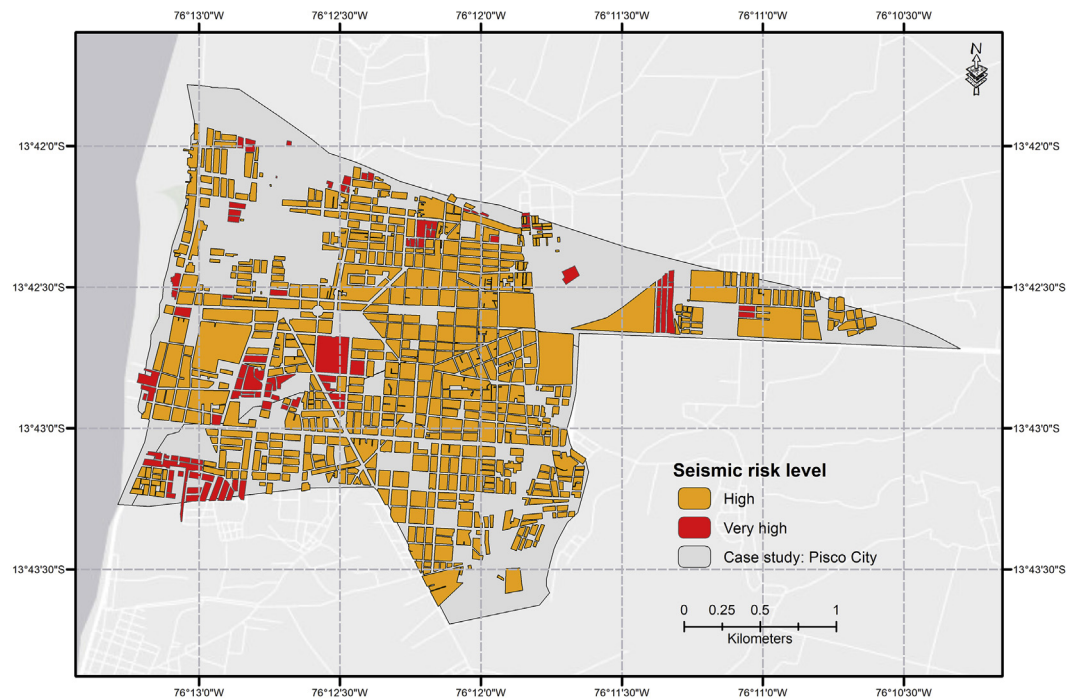 76°13'0"W 76°12'30"W 76°12'0"W 76°11'30"W 76°11'0"W 76°10'30"W
N
13°42'0"S 13°42'0"S
13°42'30"S 13°42'30"S
13°43'0"S 13°43'0"S
Seismic risk level
High
Very high
Case study: Pisco City
13°43'30"S 13°43'30"S
0 0.25 0.5 1
Kilometers
76°13'0"W 76°12'30"W 76°12'0"W 76°11'30"W 76°11'0"W 76°10'30"W